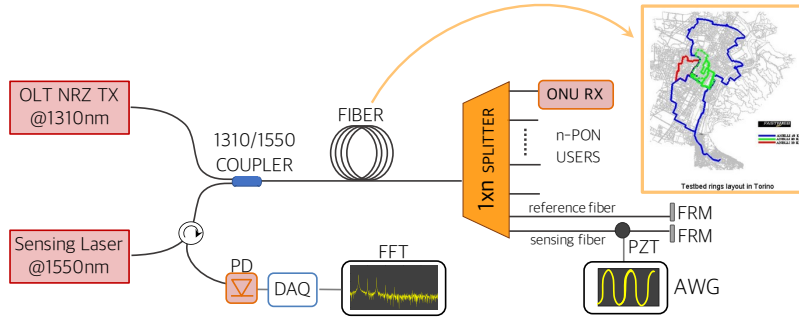 OLT NRZ TX
@1310nm
1310/1550
COUPLER
FIBER
1xn SPLITTER
ONU RX
n-PON
USERS
reference fiber
FRM
sensing fiber
FRM
PZT
AWG
Sensing Laser
@1550nm
PD
DAQ
FFT
FASTWEB
Testbed rings layout in Torino